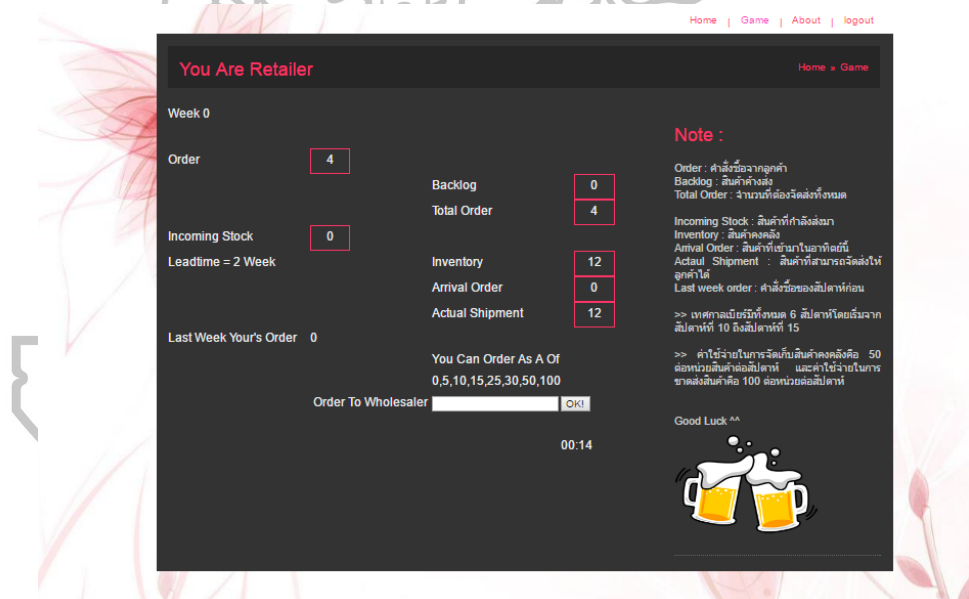 Home | Game | About | logout
You Are Retailer
Home » Game
Week 0
Order 4
Backlog 0
Total Order 4
Incoming Stock 0
Leadtime = 2 Week
Inventory 12
Arrival Order 0
Actual Shipment 12
Last Week Your's Order 0
You Can Order As A Of
0,5,10,15,25,30,50,100
Order To Wholesaler OK!
00:14
Note :
Order : คำสั่งซื้อจากลูกค้า
Backlog : สินค้าค้างส่ง
Total Order : จำนวนที่ต้องจัดส่งทั้งหมด
Incoming Stock : สินค้าที่กำลังส่งมา
Inventory : สินค้าคงคลัง
Arrival Order : สินค้าที่เข้ามาในอาทิตย์นี้
Actaul Shipment : สินค้าที่สามารถจัดส่งให้
ลูกค้าได้
Last week order : คำสั่งซื้อของสัปดาห์ก่อน
>> เทศกาลเบียร์มีทั้งหมด 6 สัปดาห์โดยเริ่มจาก
สัปดาห์ที่ 10 ถึงสัปดาห์ที่ 15
>> ค่าใช้จ่ายในการจัดเก็บสินค้าคงคลังคือ 50
ต่อหน่วยสินค้าต่อสัปดาห์ และค่าใช้จ่ายในการ
ขาดส่งสินค้าคือ 100 ต่อหน่วยต่อสัปดาห์
Good Luck ^^